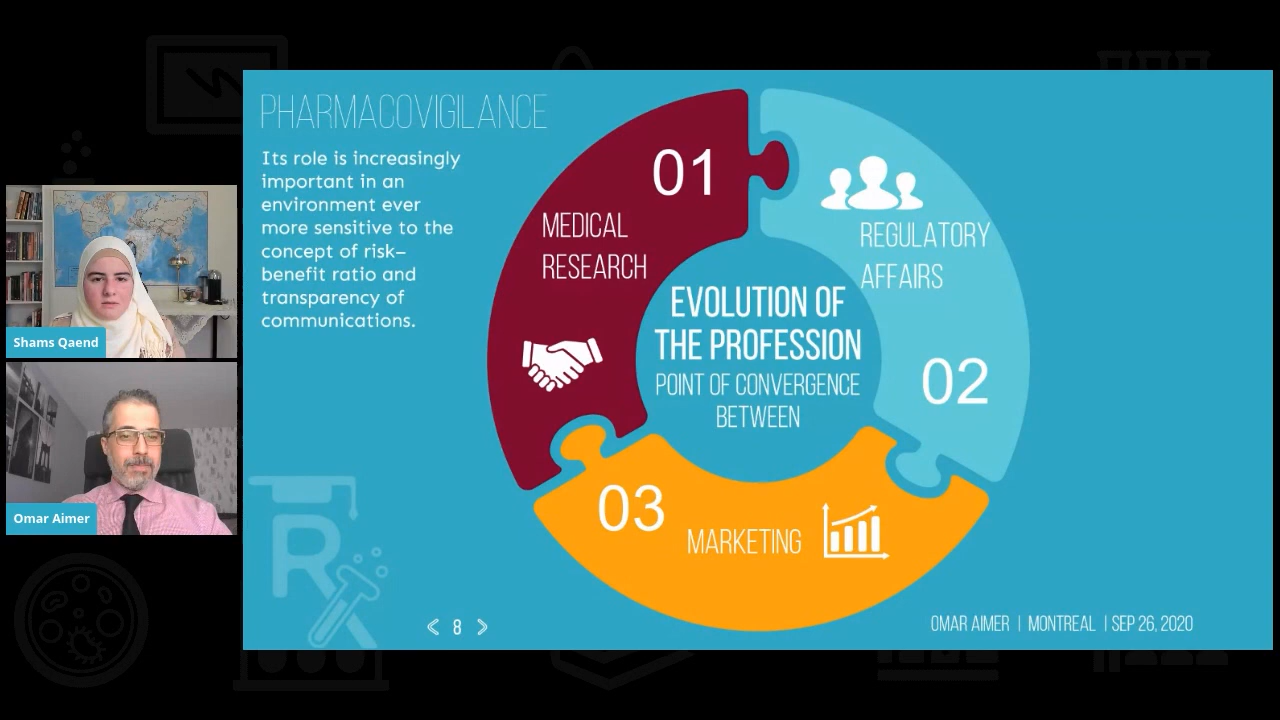 PHARMACOVIGILANCE
Its role is increasingly
important in an
environment ever
more sensitive to the
concept of risk–
benefit ratio and
transparency of
communications.
01
MEDICAL
RESEARCH
REGULATORY
AFFAIRS
02
EVOLUTION OF
THE PROFESSION
POINT OF CONVERGENCE
BETWEEN
03
MARKETING
Shams Qaend
Omar Aimer
Rx
< 8 >
OMAR AIMER | MONTREAL | SEP 26, 2020